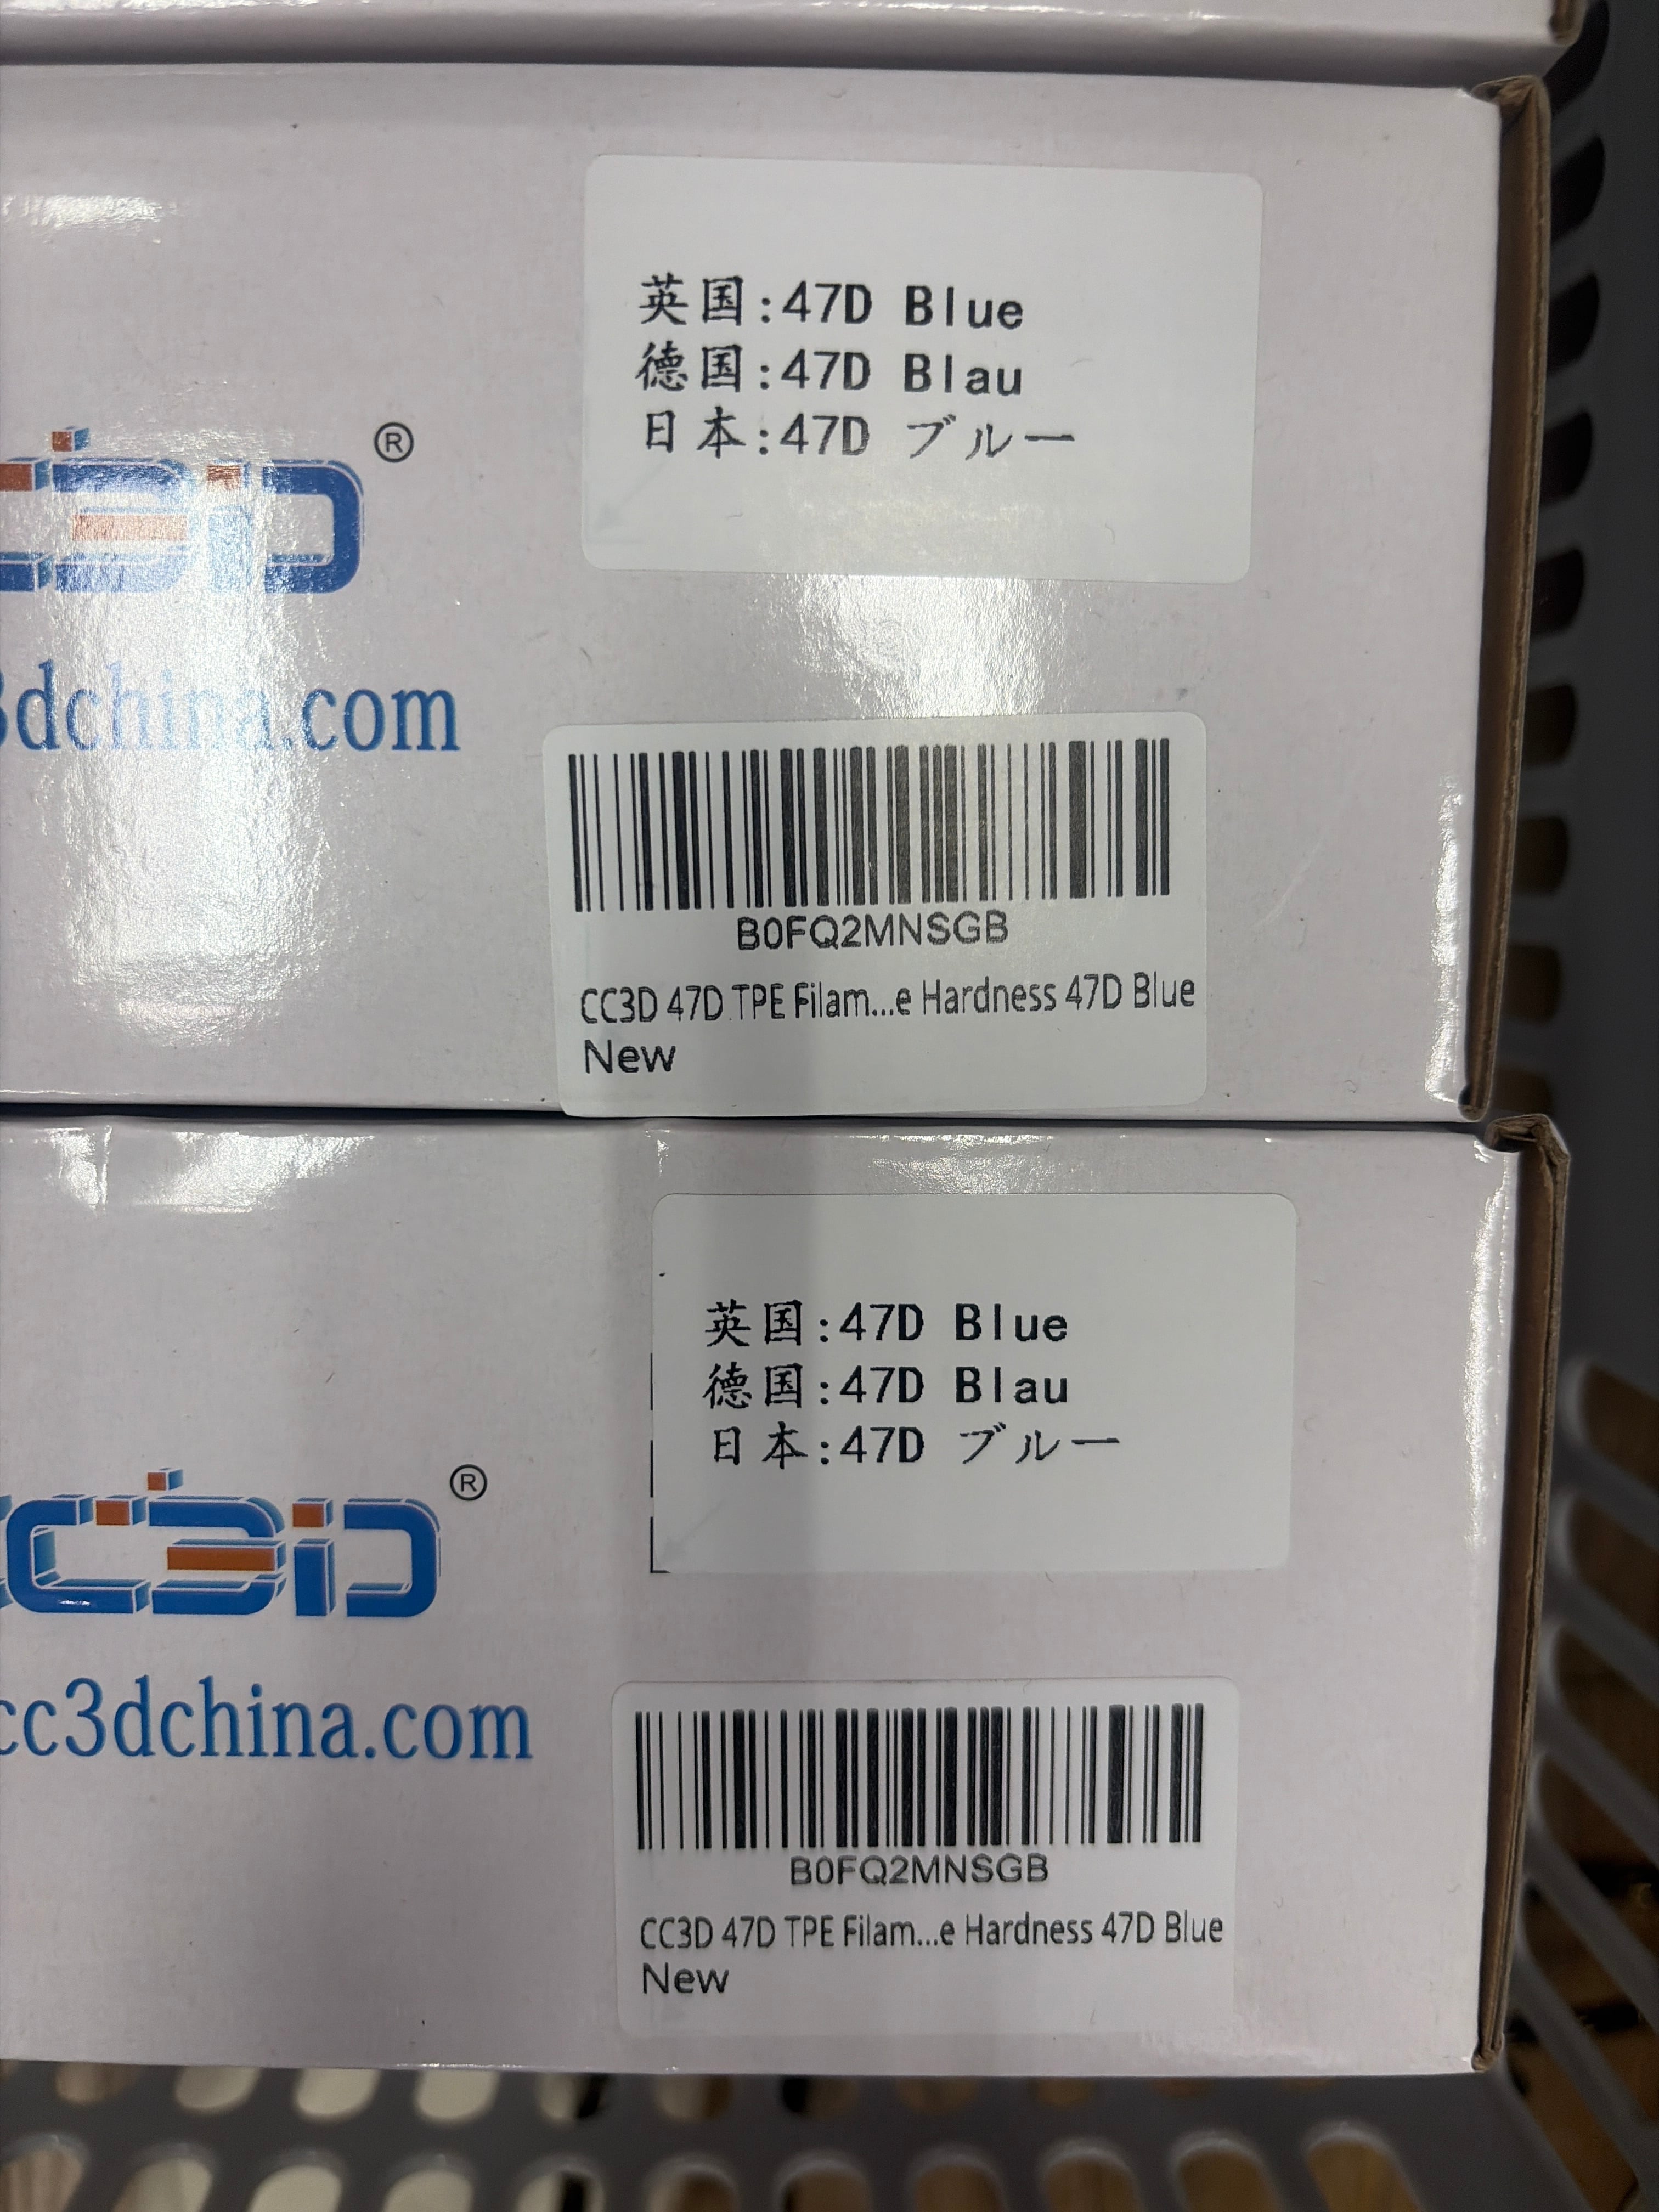 英国:47D Blue
德国:47D Blau
日本:47D ブルー
®
3dchina.com
B0FQ2MNSGB
CC3D 47D TPE Filam...e Hardness 47D Blue
New
英国:47D Blue
德国:47D Blau
日本:47D ブルー
CC3D®
cc3dchina.com
B0FQ2MNSGB
CC3D 47D TPE Filam...e Hardness 47D Blue
New